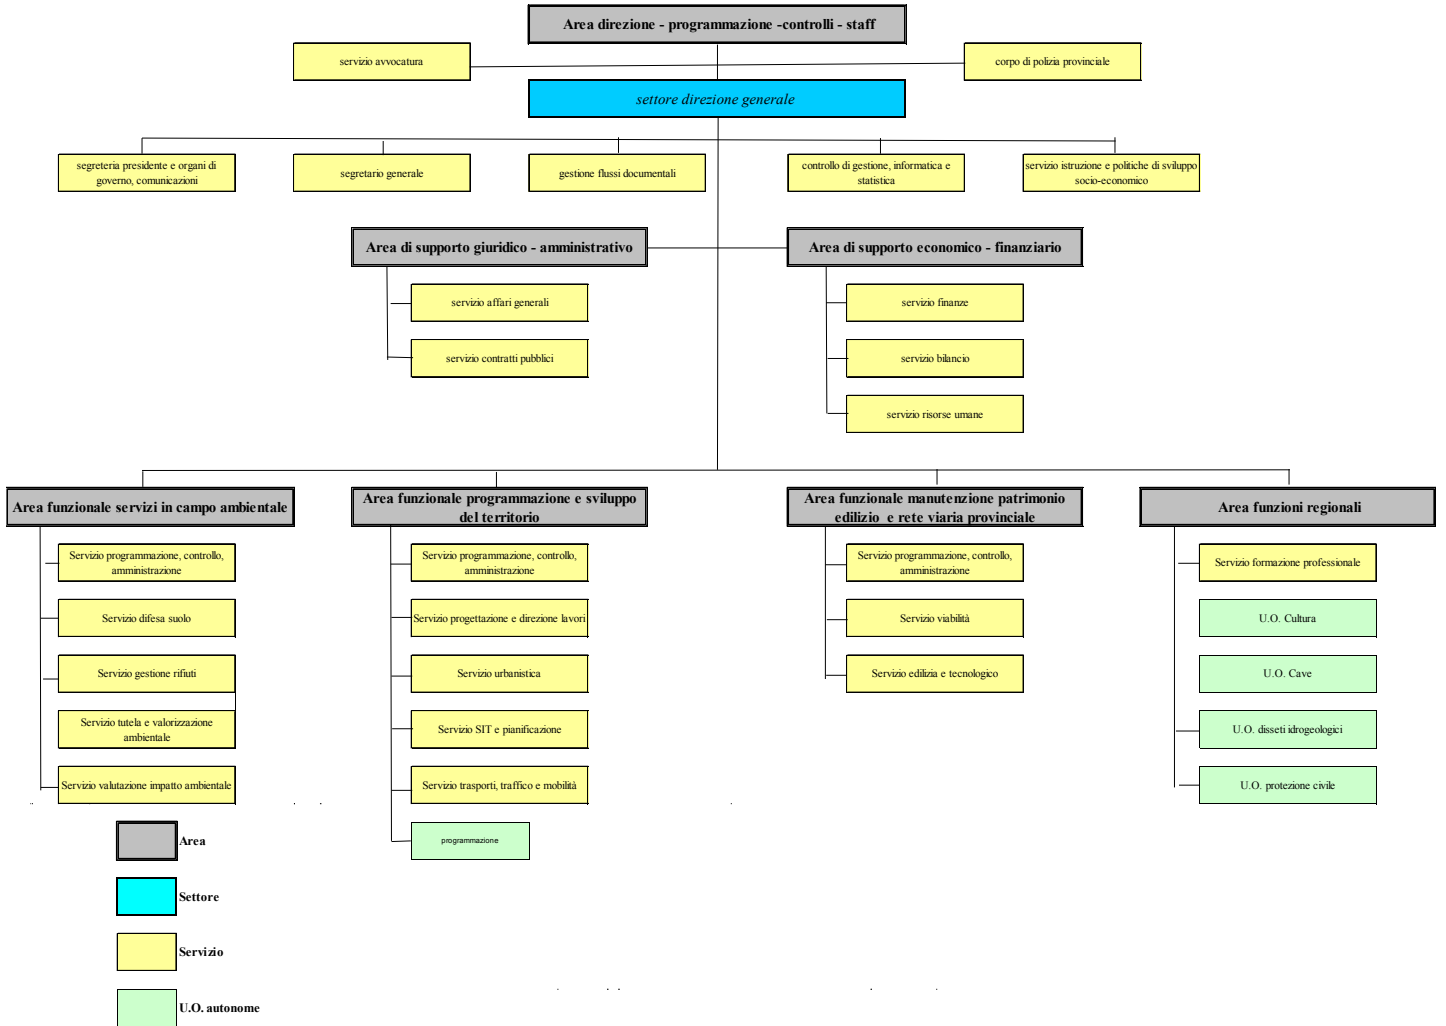 Area direzione - programmazione -controlli - staff
servizio avvocatura
corpo di polizia provinciale
settore direzione generale
segreteria presidente e organi di
governo, comunicazioni
segretario generale
gestione flussi documentali
controllo di gestione, informatica e
statistica
servizio istruzione e politiche di sviluppo
socio-economico
Area di supporto giuridico - amministrativo
Area di supporto economico - finanziario
servizio affari generali
servizio finanze
servizio contratti pubblici
servizio bilancio
servizio risorse umane
Area funzionale servizi in campo ambientale
Area funzionale programmazione e sviluppo
del territorio
Area funzionale manutenzione patrimonio
edilizio e rete viaria provinciale
Area funzioni regionali
Servizio programmazione, controllo,
amministrazione
Servizio programmazione, controllo,
amministrazione
Servizio programmazione, controllo,
amministrazione
Servizio formazione professionale
Servizio difesa suolo
Servizio progettazione e direzione lavori
Servizio viabilità
U.O. Cultura
Servizio gestione rifiuti
Servizio urbanistica
Servizio edilizia e tecnologico
U.O. Cave
Servizio tutela e valorizzazione
ambientale
Servizio SIT e pianificazione
U.O. disseti idrogeologici
Servizio valutazione impatto ambientale
Servizio trasporti, traffico e mobilità
U.O. protezione civile
programmazione
Area
Settore
Servizio
U.O. autonome